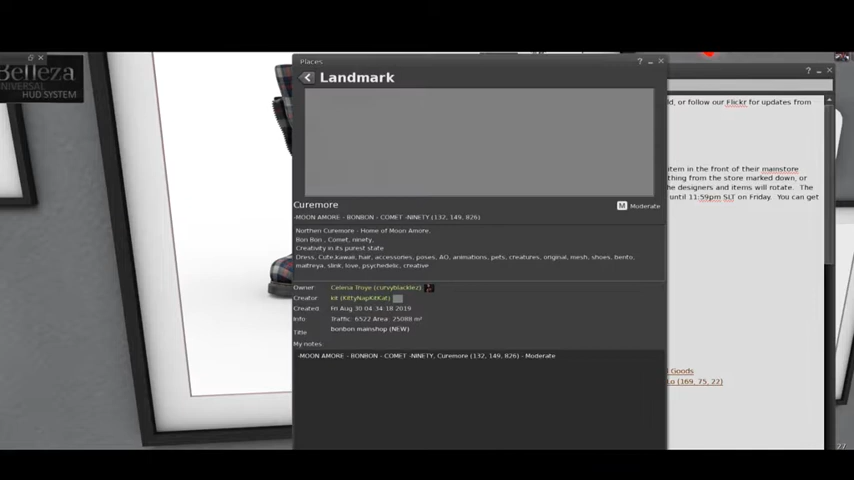 Belleza
UNIVERSAL
HUD SYSTEM
Places
Landmark
Curemore
M Moderate
-MOON AMORE - BONBON - COMET -NINETY (132, 149, 826)
Northen Curemore - Home of Moon Amore,
Bon Bon , Comet, ninety,
Creativity in its purest state
Dress, Cute,kawaii, hair, accessories, poses, AO, animations, pets, creatures, original, mesh, shoes, bento,
maitreya, slink, love, psychedelic, creative
Owner Celena Troye (curvyblacklez)
Creator kit (KittyNapKitKat)
Created Fri Aug 30 04:34:18 2019
Info Traffic: 6522 Area: 25088 m²
Title bonbon mainshop (NEW)
My notes
-MOON AMORE - BONBON - COMET -NINETY, Curemore (132, 149, 826) - Moderate
d, or follow our Flickr for updates from
item in the front of their mainstore
thing from the store marked down, or
he designers and items will rotate. The
until 11:59pm SLT on Friday. You can get
Goods
Lo (169, 75, 22)
27